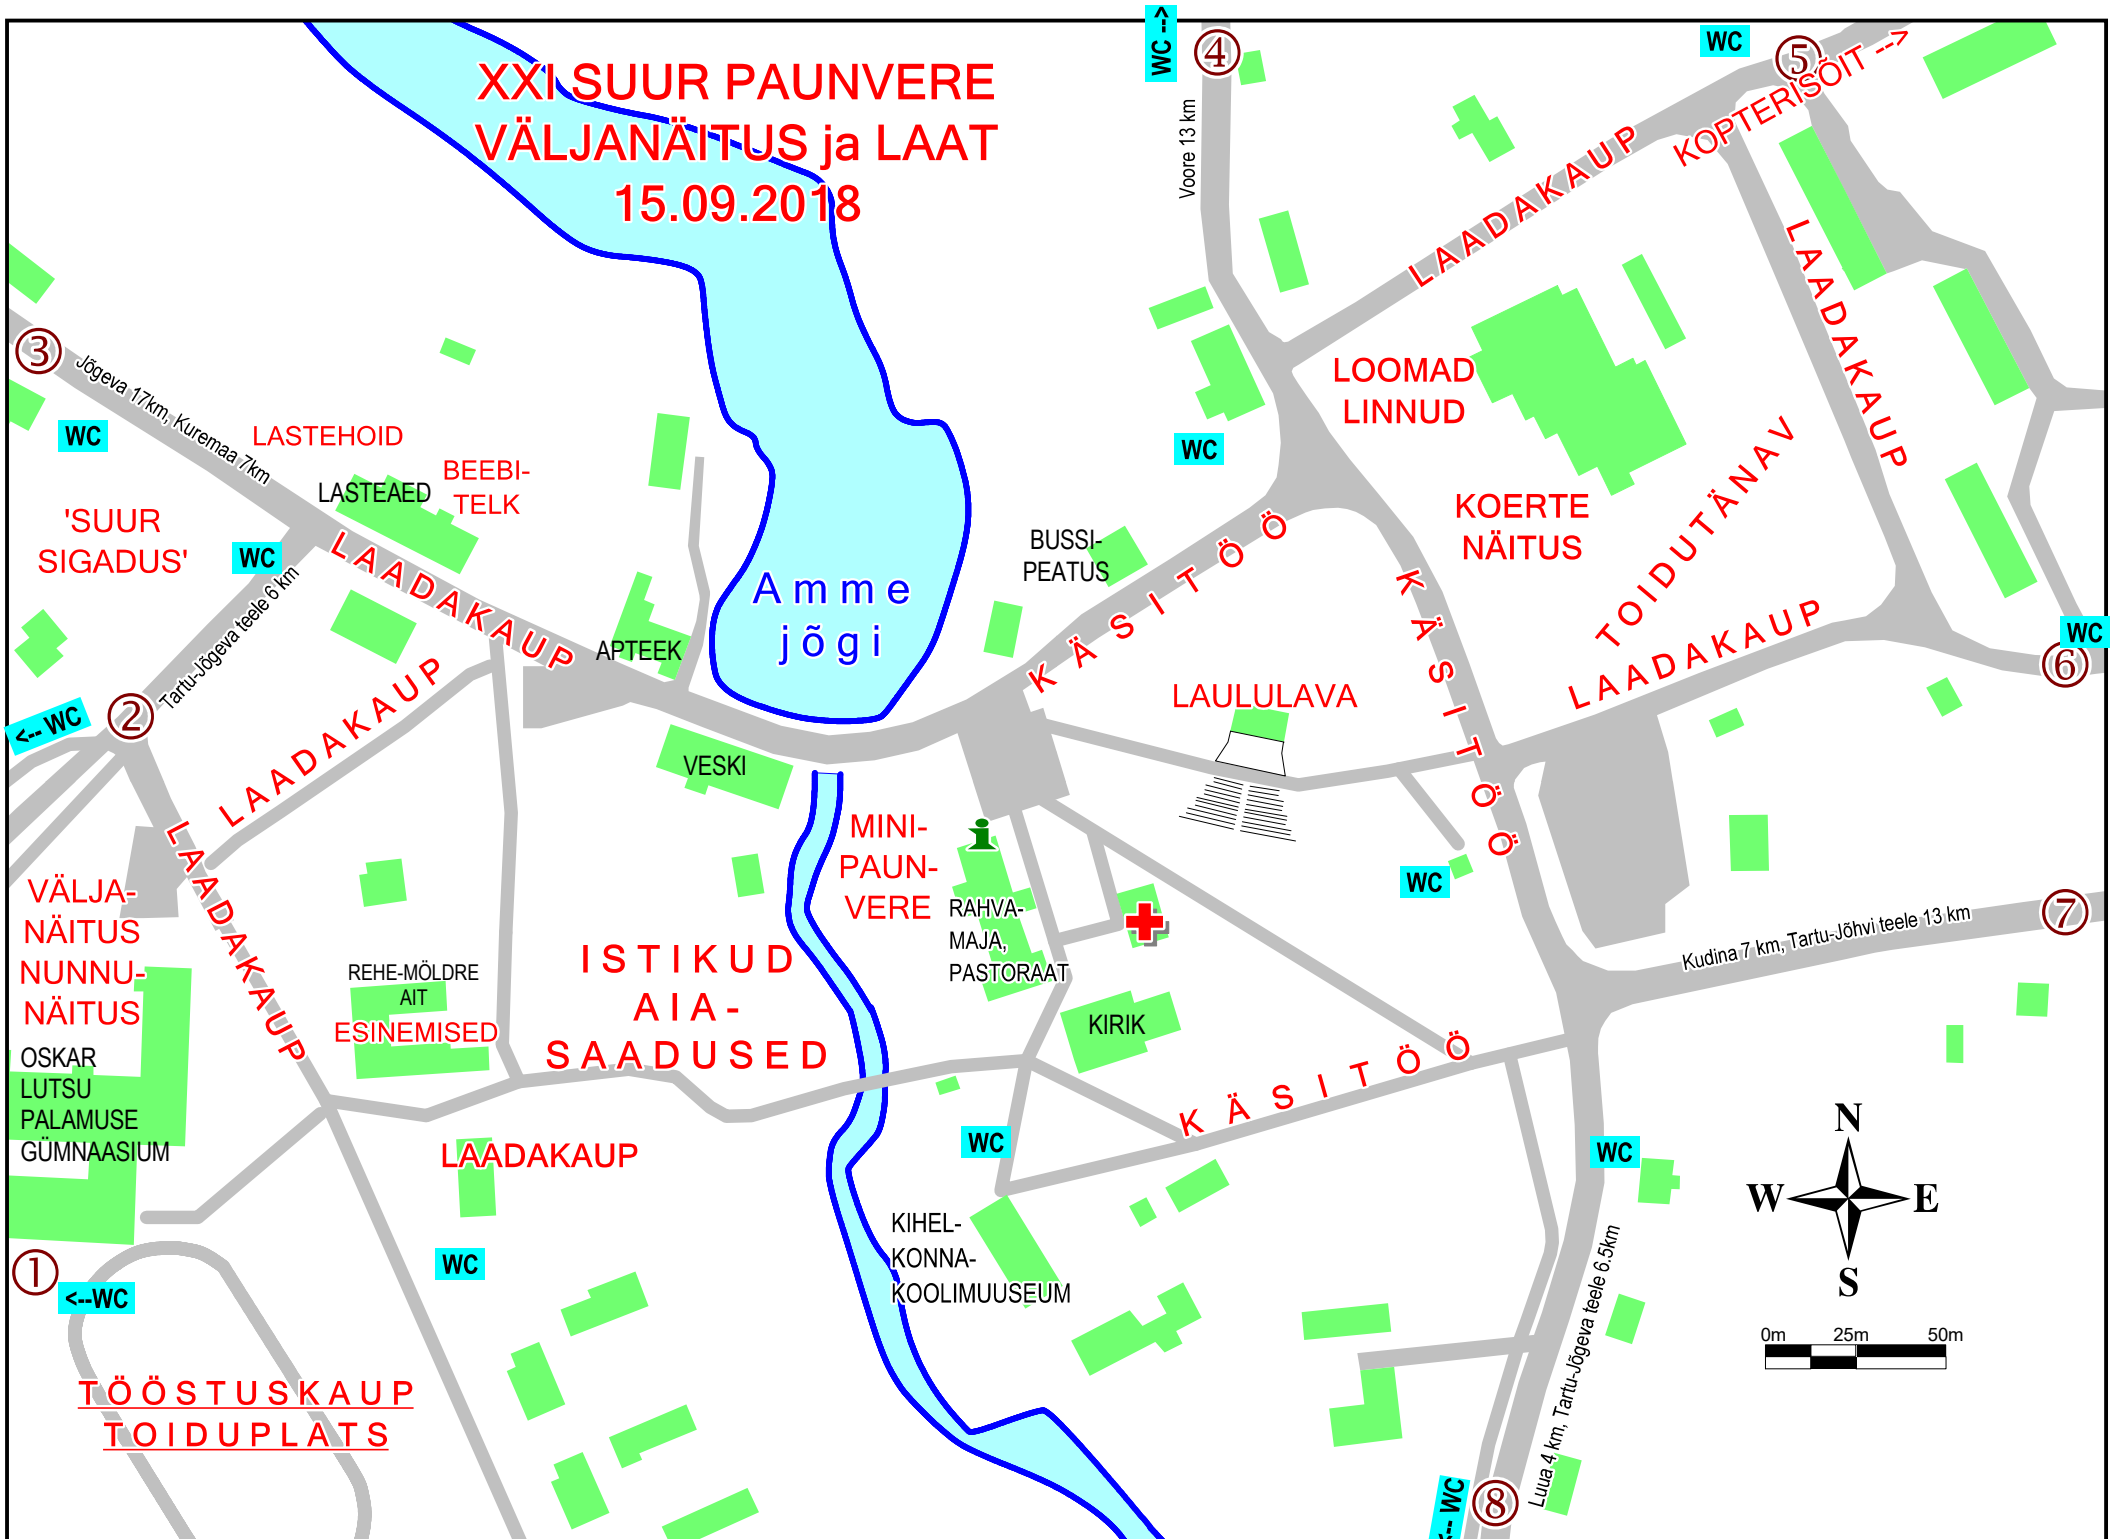 XXI SUUR PAUNVERE
VÄLJANÄITUS ja LAAT
15.09.2018
WC -->
4
WC
5
KOPTERISÕIT -->
Voore 13 km
LAADAKAUP
LAADAKAUP
3
Jõgeva 17km, Kuremaa 7km
WC
LASTEHOID
LASTEAED
BEEBI-
TELK
'SUUR
SIGADUS'
WC
LAADAKAUP
Tartu-Jõgeva teele 6 km
2
<-- WC
LAADAKAUP
APTEEK
Amme
jõgi
VESKI
BUSSI-
PEATUS
KÄSITÖÖ
WC
LOOMAD
LINNUD
KOERTE
NÄITUS
TOIDUTÄNAV
KÄSITÖÖ
LAADAKAUP
WC
6
LAULULAVA
WC
7
Kudina 7 km, Tartu-Jõhvi teele 13 km
LAADAKAUP
VÄLJA-
NÄITUS
NUNNU-
NÄITUS
OSKAR
LUTSU
PALAMUSE
GÜMNAASIUM
REHE-MÖLDRE
AIT
ESINEMISED
ISTIKUD
AIA-
SAADUSED
MINI-
PAUN-
VERE
i
RAHVA-
MAJA,
PASTORAAT
KIRIK
KÄSITÖÖ
WC
LAADAKAUP
WC
1
<--WC
TÖÖSTUSKAUP
TOIDUPLATS
KIHEL-
KONNA-
KOOLIMUUSEUM
WC
Luua 4 km, Tartu-Jõgeva teele 6.5km
<-- WC
8
N
W
E
S
0m 25m 50m